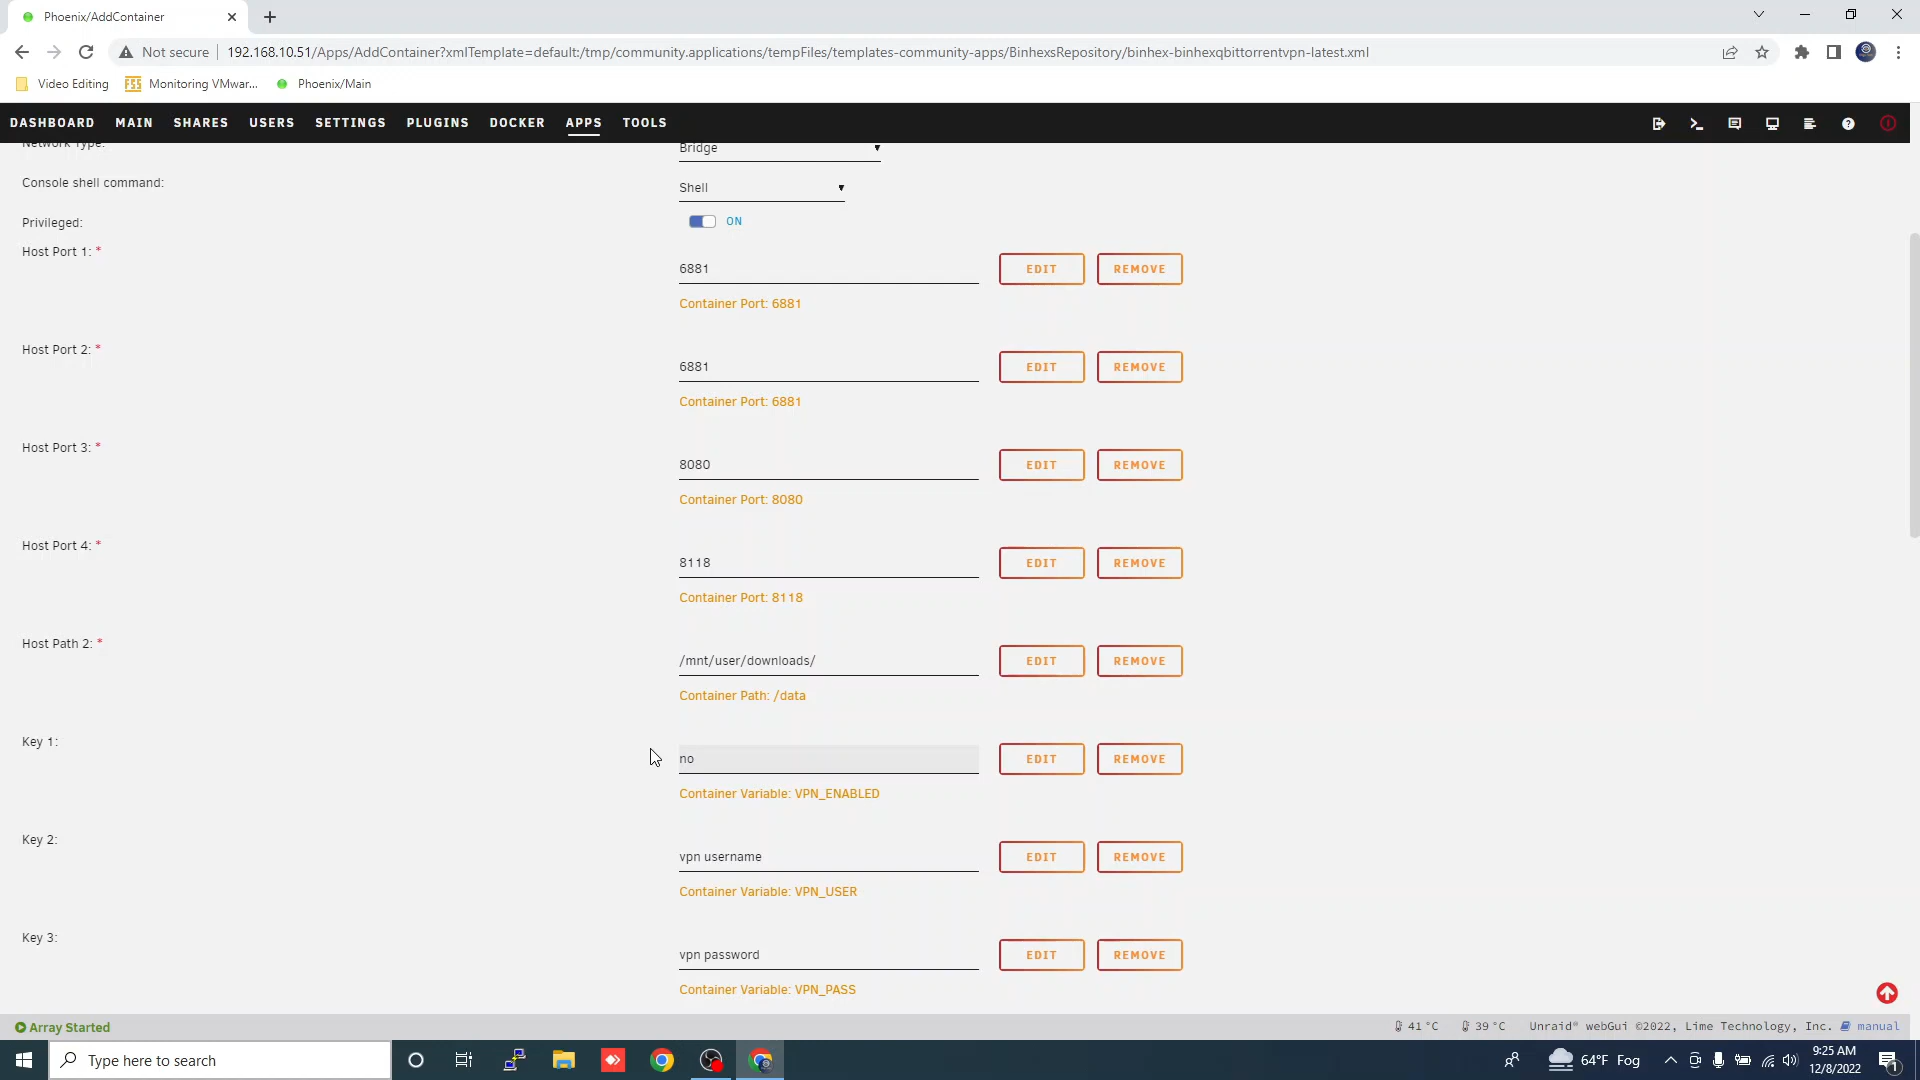 Phoenix/AddContainer
Not secure
192.168.10.51/Apps/AddContainer?xmlTemplate=default:/tmp/community.applications/tempFiles/templates-community-apps/BinhexsRepository/binhex-binhexqbittorrentvpn-latest.xml
Video Editing
Monitoring VMwar...
Phoenix/Main
DASHBOARD MAIN SHARES USERS SETTINGS PLUGINS DOCKER APPS TOOLS
Network Type:
Bridge
Console shell command:
Shell
Privileged:
ON
Host Port 1: *
6881
EDIT
REMOVE
Container Port: 6881
Host Port 2: *
6881
EDIT
REMOVE
Container Port: 6881
Host Port 3: *
8080
EDIT
REMOVE
Container Port: 8080
Host Port 4: *
8118
EDIT
REMOVE
Container Port: 8118
Host Path 2: *
/mnt/user/downloads/
EDIT
REMOVE
Container Path: /data
Key 1:
no
EDIT
REMOVE
Container Variable: VPN_ENABLED
Key 2:
vpn username
EDIT
REMOVE
Container Variable: VPN_USER
Key 3:
vpn password
EDIT
REMOVE
Container Variable: VPN_PASS
Array Started
41 °C
39 °C
Unraid® webGui ©2022, Lime Technology, Inc.
manual
Type here to search
64°F Fog
9:25 AM
12/8/2022
1